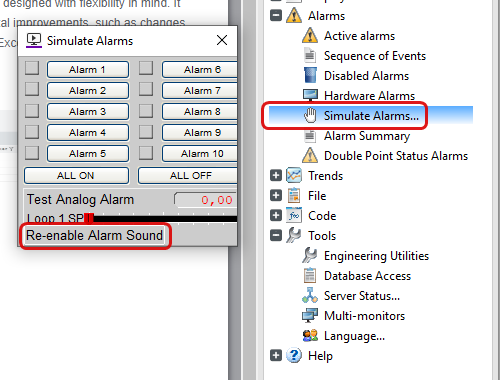 designed with flexibility in mind. It
al improvements, such as changes
Exc
Simulate Alarms
Alarm 1
Alarm 6
Alarm 2
Alarm 7
Alarm 3
Alarm 8
Alarm 4
Alarm 9
Alarm 5
Alarm 10
ALL ON
ALL OFF
Test Analog Alarm
0,00
Loop 1 SP
Re-enable Alarm Sound
Alarms
Active alarms
Sequence of Events
Disabled Alarms
Hardware Alarms
Simulate Alarms...
Alarm Summary
Double Point Status Alarms
Trends
File
Code
Tools
Engineering Utilities
Database Access
Server Status...
Multi-monitors
Language...
Help